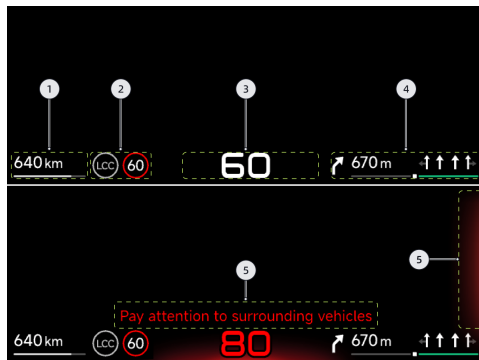 1
2
3
4
640 km
LCC
60
60
670 m
5
5
Pay attention to surrounding vehicles
640 km
LCC
60
80
670 m